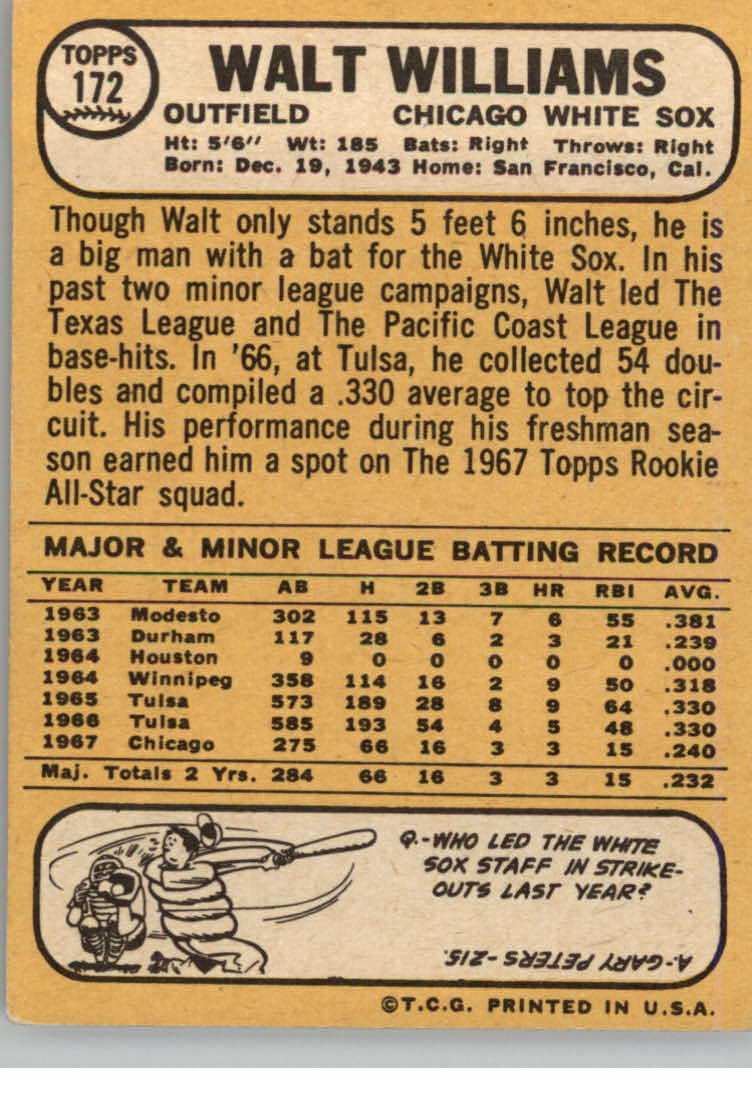 TOPPS
172
WALT WILLIAMS
OUTFIELD CHICAGO WHITE SOX
Ht: 5'6" Wt: 185 Bats: Right Throws: Right
Born: Dec. 19, 1943 Home: San Francisco, Cal.
Though Walt only stands 5 feet 6 inches, he is
a big man with a bat for the White Sox. In his
past two minor league campaigns, Walt led The
Texas League and The Pacific Coast League in
base-hits. In '66, at Tulsa, he collected 54 dou-
bles and compiled a .330 average to top the cir-
cuit. His performance during his freshman sea-
son earned him a spot on The 1967 Topps Rookie
All-Star squad.
MAJOR & MINOR LEAGUE BATTING RECORD
YEAR TEAM AB H 2B 3B HR RBI AVG.
1963 Modesto 302 115 13 7 6 55 .381
1963 Durham 117 28 6 2 3 21 .239
1964 Houston 9 0 0 0 0 0 .000
1964 Winnipeg 358 114 16 2 9 50 .318
1965 Tulsa 573 189 28 8 9 64 .330
1966 Tulsa 585 193 54 4 5 48 .330
1967 Chicago 275 66 16 3 3 15 .240
Maj. Totals 2 Yrs. 284 66 16 3 3 15 .232
Q.-WHO LED THE WHITE
SOX STAFF IN STRIKE-
OUTS LAST YEAR?
A-GARY PETERS-215.
©T.C.G. PRINTED IN U.S.A.